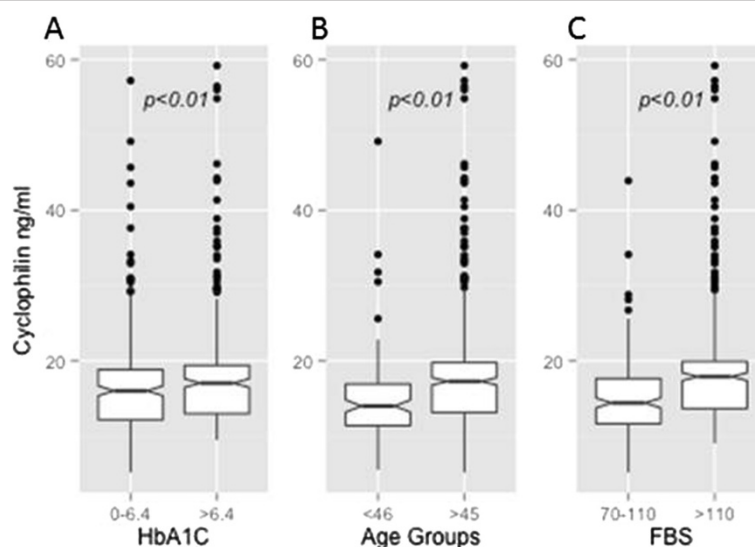 A B C
60 60 60
p<0.01 p<0.01 p<0.01
40 40 40
Cyclophilin ng/ml
20 20 20
0-6.4 >6.4 <46 >45 70-110 >110
HbA1C Age Groups FBS